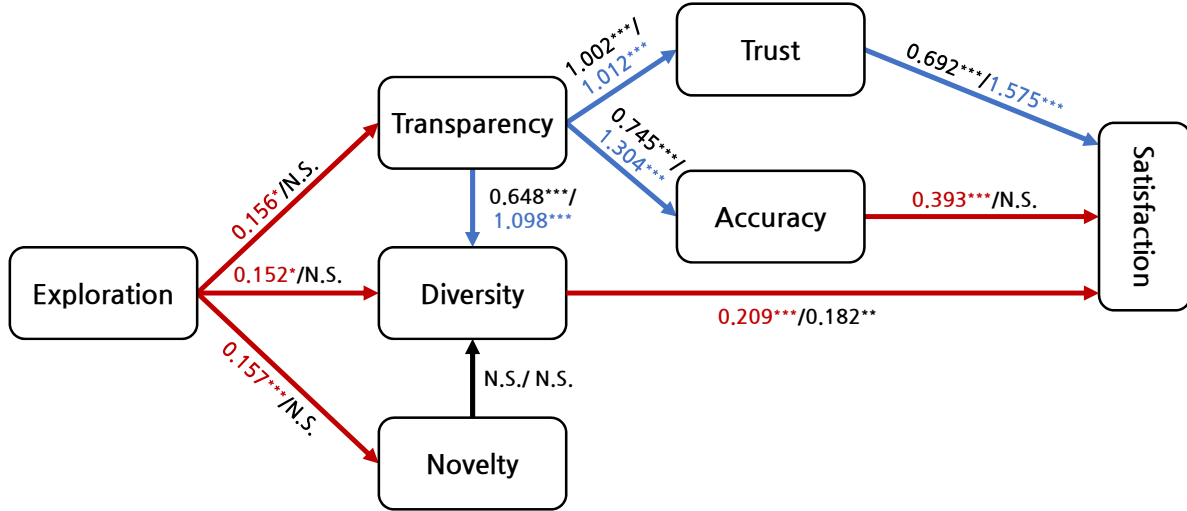 1.002***/
1.012***
Trust
0.692***/1.575***
Transparency
0.745***/
1.304***
Satisfaction
0.156*/N.S.
0.648***/
1.098***
Accuracy
0.393***/N.S.
Exploration
0.152*/N.S.
Diversity
0.209***/0.182**
0.157***/N.S.
N.S./ N.S.
Novelty